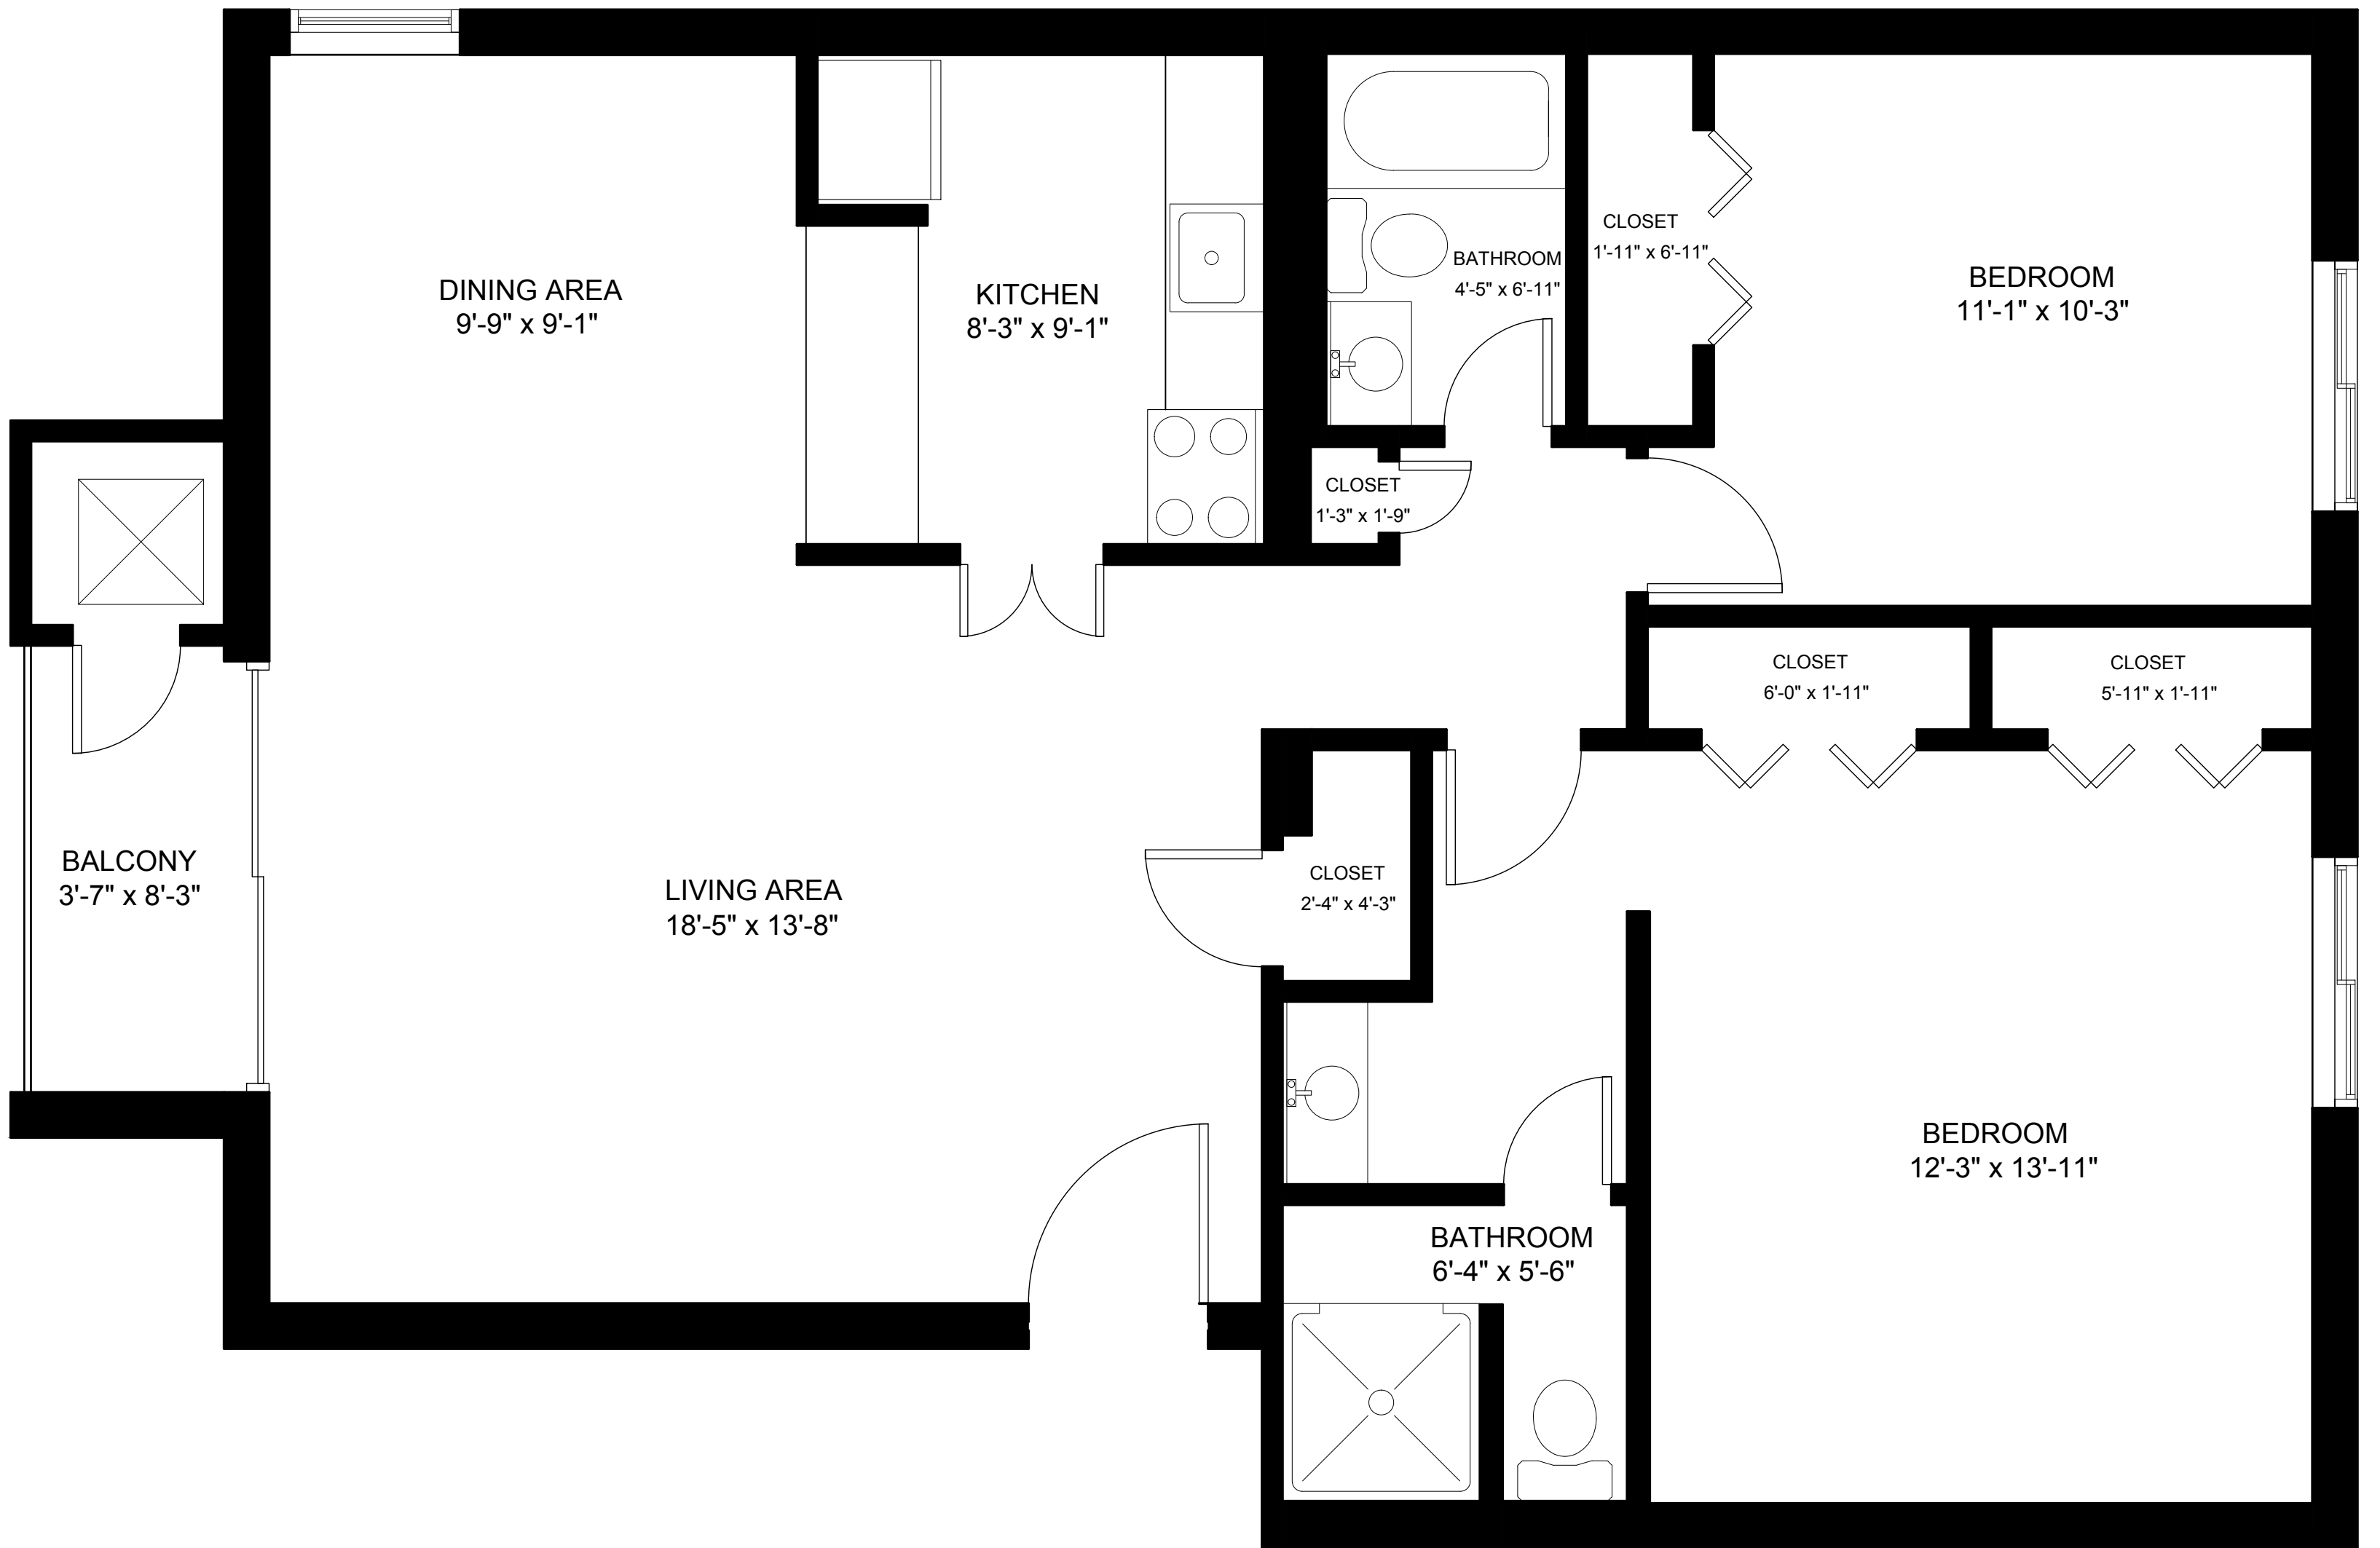 DINING AREA
9'-9" x 9'-1"
KITCHEN
8'-3" x 9'-1"
BATHROOM
4'-5" x 6'-11"
CLOSET
1'-11" x 6'-11"
BEDROOM
11'-1" x 10'-3"
CLOSET
1'-3" x 1'-9"
CLOSET
6'-0" x 1'-11"
CLOSET
5'-11" x 1'-11"
BALCONY
3'-7" x 8'-3"
LIVING AREA
18'-5" x 13'-8"
CLOSET
2'-4" x 4'-3"
BEDROOM
12'-3" x 13'-11"
BATHROOM
6'-4" x 5'-6"